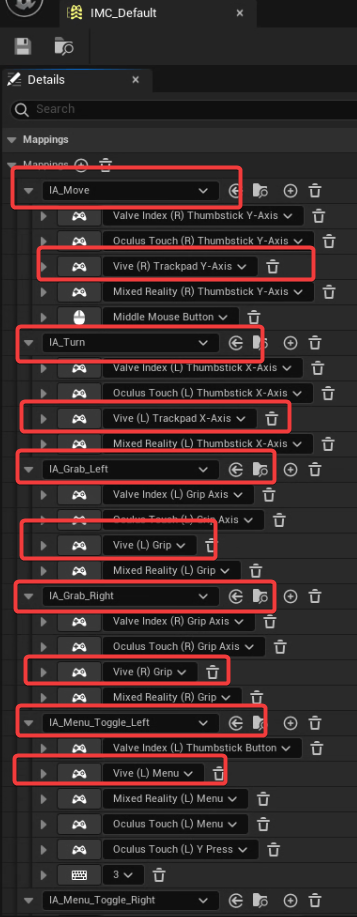 IMC_Default
Details
Search
Mappings
Mappings
IA_Move
Valve Index (R) Thumbstick Y-Axis
Oculus Touch (R) Thumbstick Y-Axis
Vive (R) Trackpad Y-Axis
Mixed Reality (R) Thumbstick Y-Axis
Middle Mouse Button
IA_Turn
Valve Index (L) Thumbstick X-Axis
Oculus Touch (L) Thumbstick X-Axis
Vive (L) Trackpad X-Axis
Mixed Reality (L) Thumbstick X-Axis
IA_Grab_Left
Valve Index (L) Grip Axis
Oculus Touch (L) Grip Axis
Vive (L) Grip
Mixed Reality (L) Grip
IA_Grab_Right
Valve Index (R) Grip Axis
Oculus Touch (R) Grip Axis
Vive (R) Grip
Mixed Reality (R) Grip
IA_Menu_Toggle_Left
Valve Index (L) Thumbstick Button
Vive (L) Menu
Mixed Reality (L) Menu
Oculus Touch (L) Menu
Oculus Touch (L) Y Press
3
IA_Menu_Toggle_Right